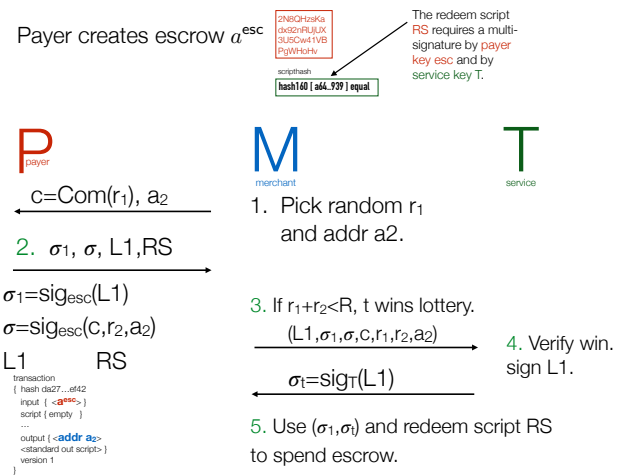 Payer creates escrow a^esc
2N8QHzsKa
dx92nRUjUX
3U5Cw41VB
PgWHoHv
scripthash
hash160 [ a64..939 ] equal
The redeem script
RS requires a multi-
signature by payer
key esc and by
service key T.
P
payer
M
merchant
T
service
c=Com(r₁), a₂
1. Pick random r₁
and addr a2.
2. σ₁, σ, L1,RS
σ₁=sig_esc(L1)
σ=sig_esc(c,r₂,a₂)
L1 RS
transaction
{ hash da27…ef42
input { <a^esc> }
script { empty }
...
output { <addr a₂>
<standard out script> }
version 1
}
3. If r₁+r₂<R, t wins lottery.
(L1,σ₁,σ,c,r₁,r₂,a₂)
4. Verify win.
sign L1.
σₜ=sig_T(L1)
5. Use (σ₁,σₜ) and redeem script RS
to spend escrow.